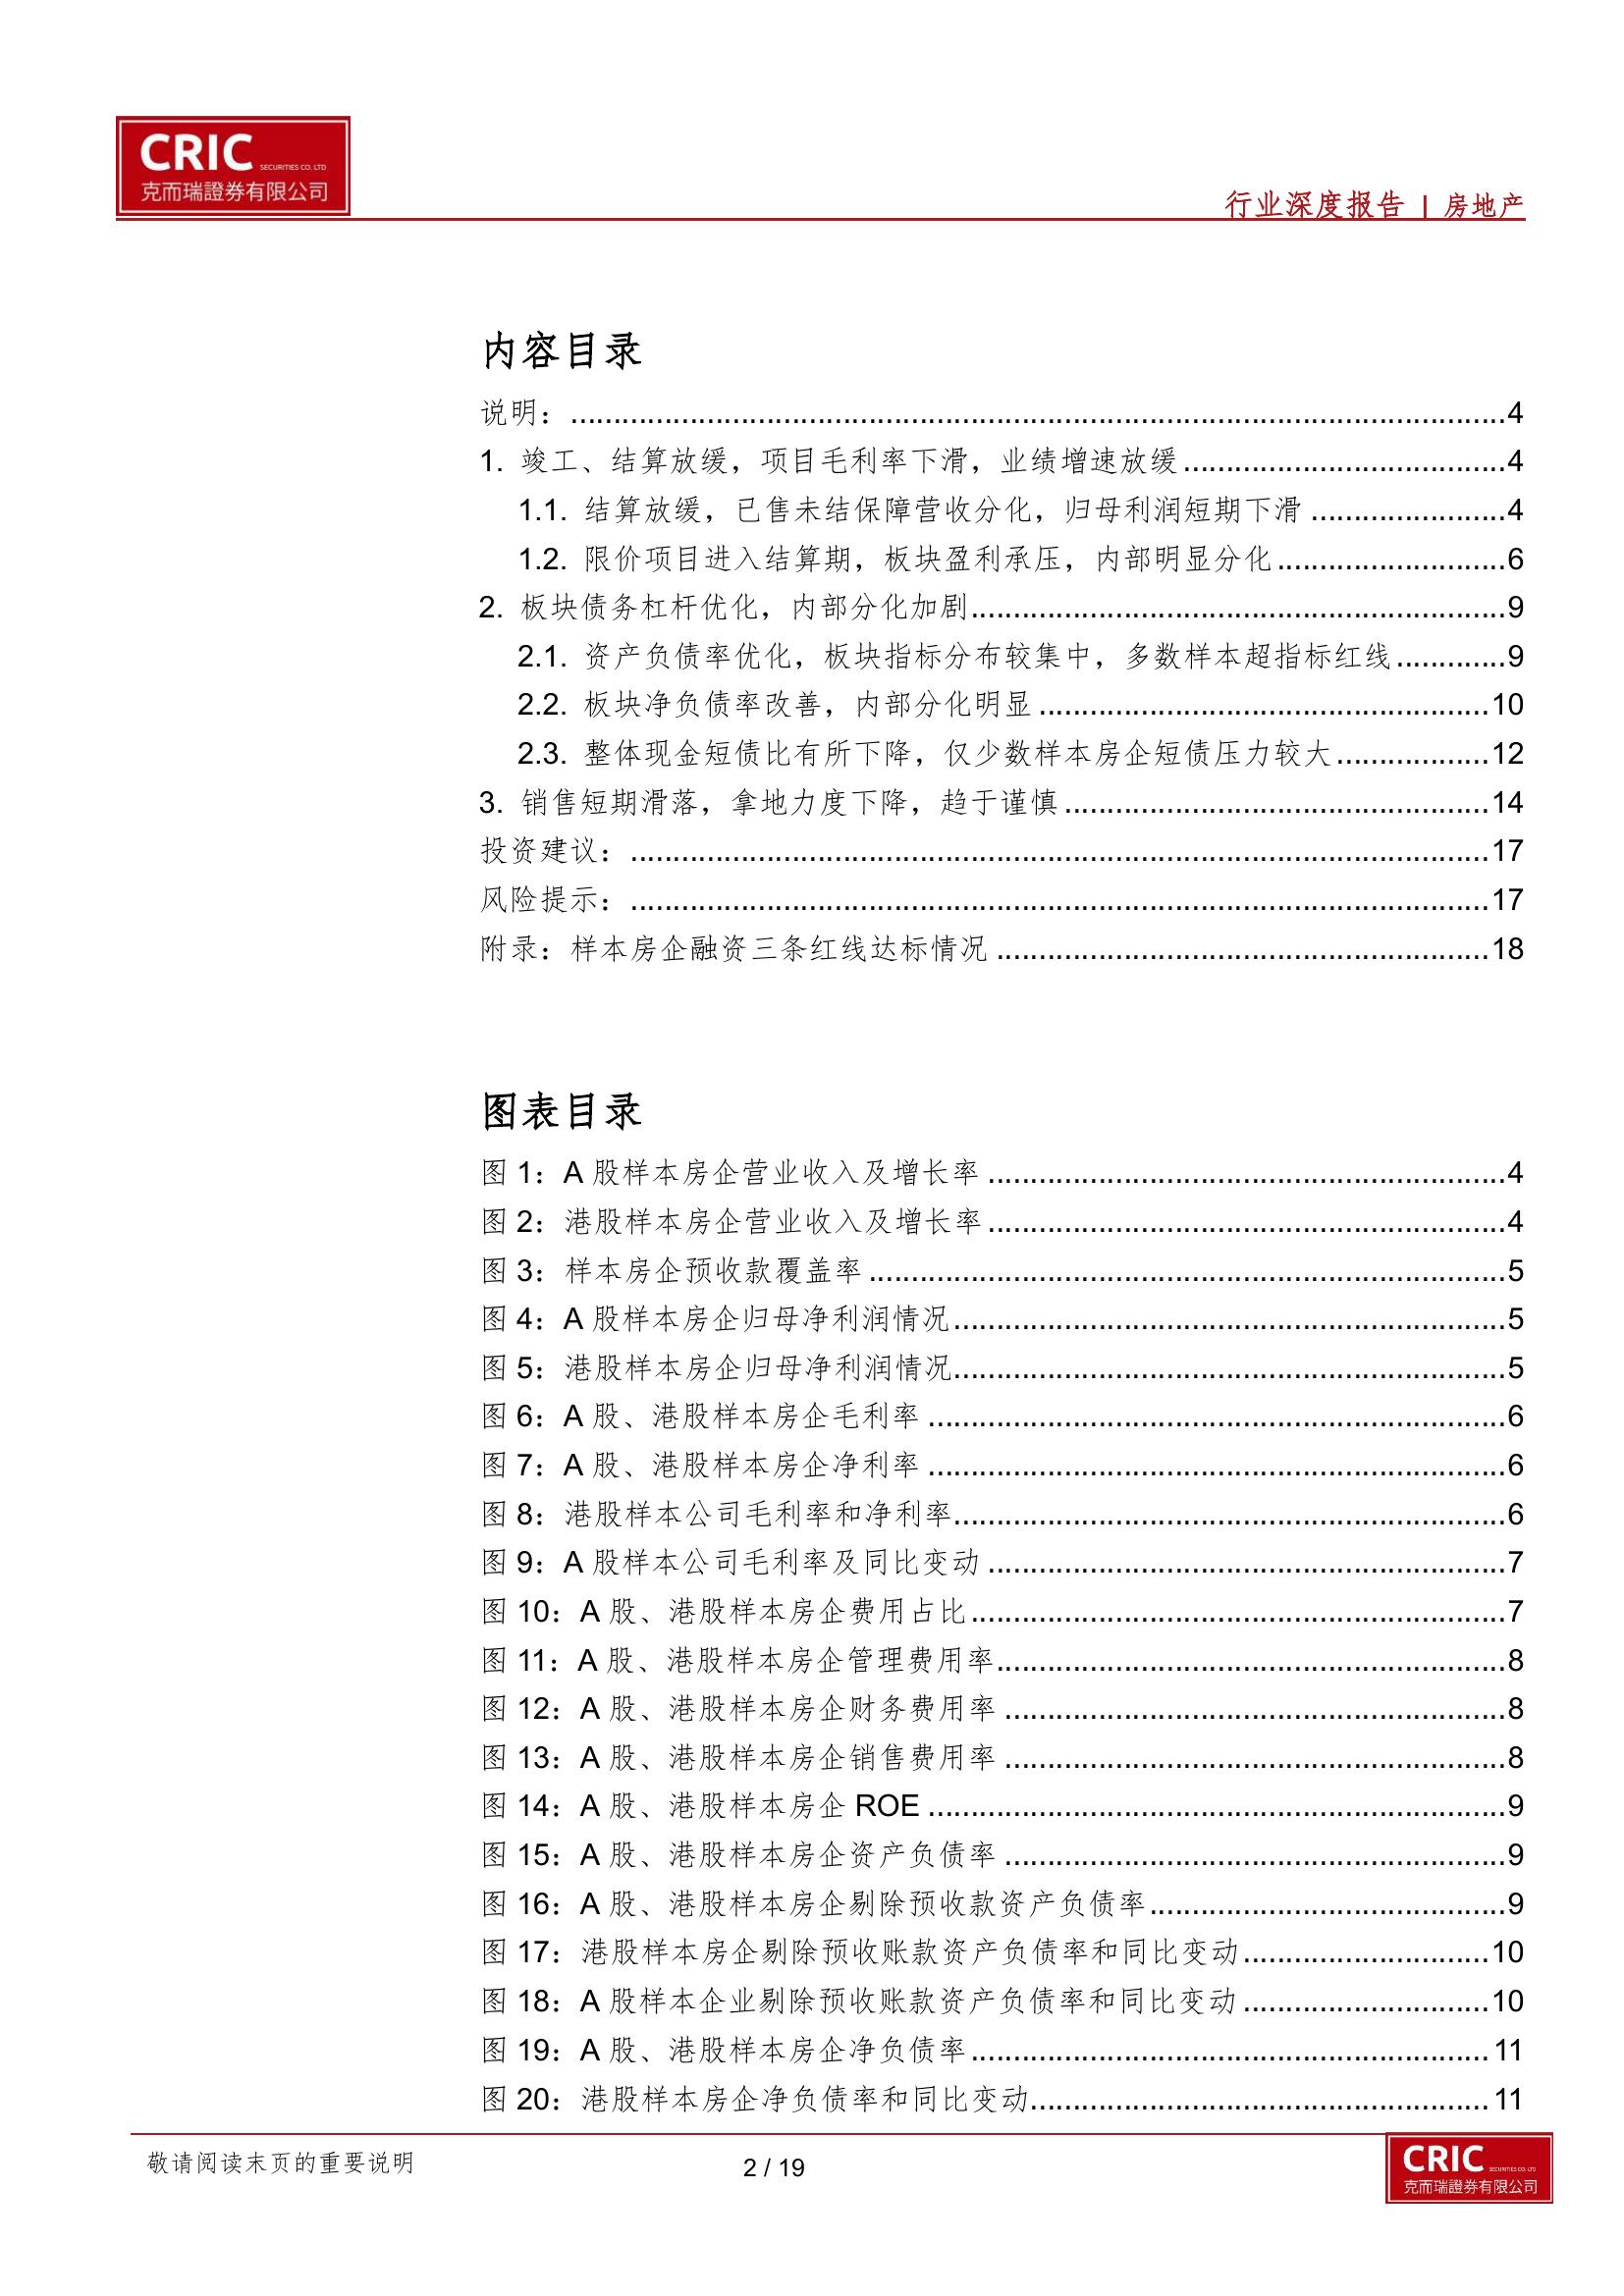 CRIC SECURITIES CO. LTD
克而瑞證券有限公司
行业深度报告 | 房地产
内容目录
说明：................................................................4
1. 竣工、结算放缓，项目毛利率下滑，业绩增速放缓................................4
1.1. 结算放缓，已售未结保障营收分化，归母利润短期下滑................4
1.2. 限价项目进入结算期，板块盈利承压，内部明显分化................6
2. 板块债务杠杆优化，内部分化加剧................................9
2.1. 资产负债率优化，板块指标分布较集中，多数样本超指标红线................9
2.2. 板块净负债率改善，内部分化明显................................10
2.3. 整体现金短债比有所下降，仅少数样本房企短债压力较大................12
3. 销售短期滑落，拿地力度下降，趋于谨慎................................14
投资建议：................................................................17
风险提示：................................................................17
附录：样本房企融资三条红线达标情况................................18
图表目录
图 1：A 股样本房企营业收入及增长率................................4
图 2：港股样本房企营业收入及增长率................................4
图 3：样本房企预收款覆盖率................................5
图 4：A 股样本房企归母净利润情况................................5
图 5：港股样本房企归母净利润情况................................5
图 6：A 股、港股样本房企毛利率................................6
图 7：A 股、港股样本房企净利率................................6
图 8：港股样本公司毛利率和净利率................................6
图 9：A 股样本公司毛利率及同比变动................................7
图 10：A 股、港股样本房企费用占比................................7
图 11：A 股、港股样本房企管理费用率................................8
图 12：A 股、港股样本房企财务费用率................................8
图 13：A 股、港股样本房企销售费用率................................8
图 14：A 股、港股样本房企 ROE................................9
图 15：A 股、港股样本房企资产负债率................................9
图 16：A 股、港股样本房企剔除预收款资产负债率................................9
图 17：港股样本房企剔除预收账款资产负债率和同比变动................10
图 18：A 股样本企业剔除预收账款资产负债率和同比变动................10
图 19：A 股、港股样本房企净负债率................................11
图 20：港股样本房企净负债率和同比变动................................11
敬请阅读末页的重要说明
2 / 19
CRIC SECURITIES CO. LTD
克而瑞證券有限公司